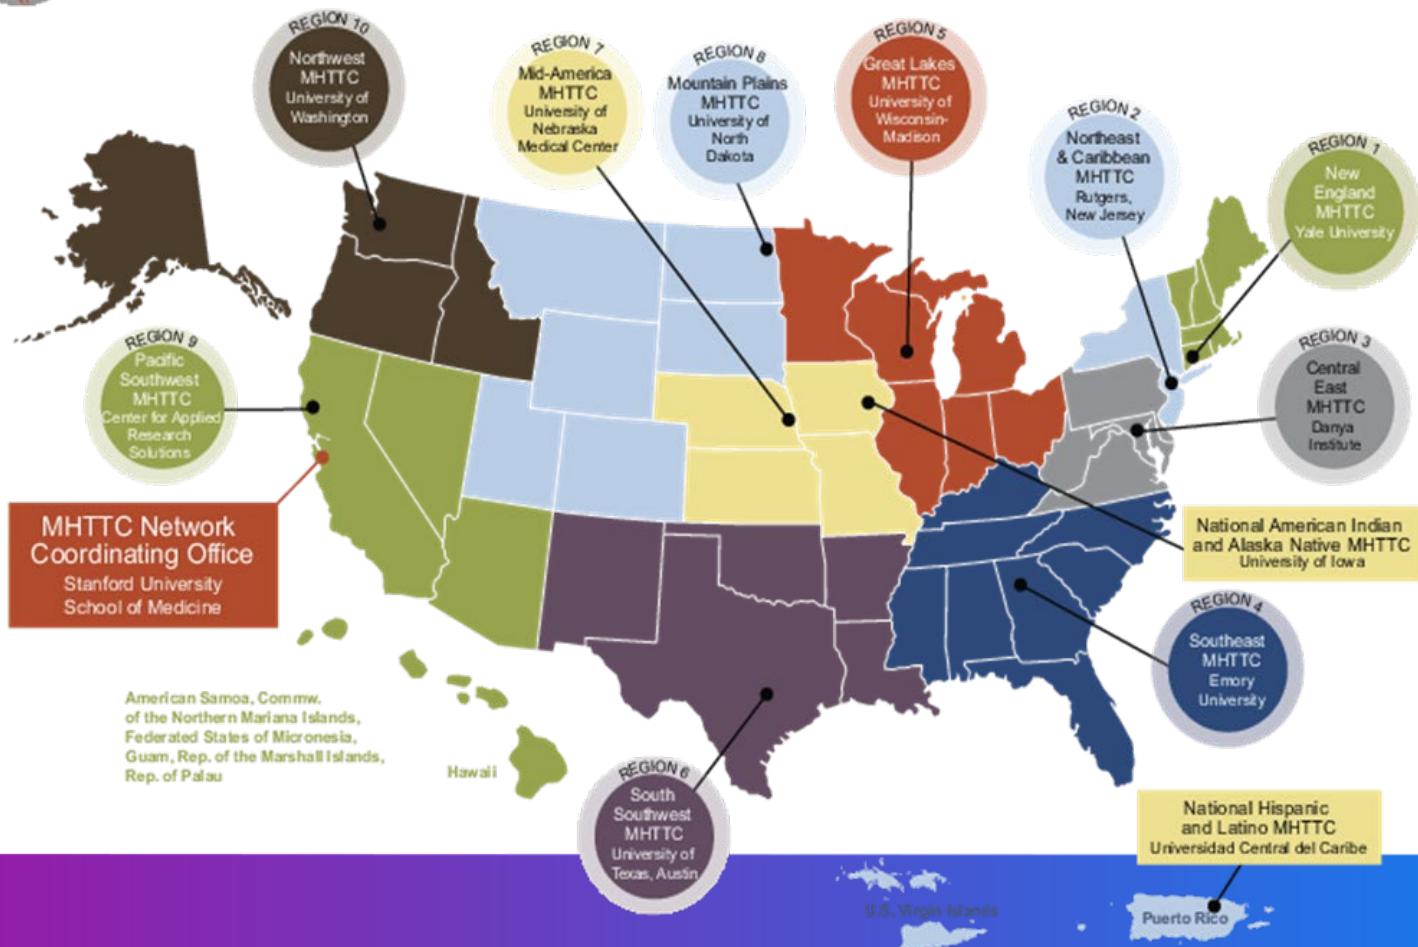 REGION 10
Northwest
MHTTC
University of
Washington
REGION 7
Mid-America
MHTTC
University of
Nebraska
Medical Center
REGION 8
Mountain Plains
MHTTC
University of
North
Dakota
REGION 5
Great Lakes
MHTTC
University of
Wisconsin-
Madison
REGION 2
Northeast
& Caribbean
MHTTC
Rutgers,
New Jersey
REGION 1
New
England
MHTTC
Yale University
REGION 9
Pacific
Southwest
MHTTC
Center for Applied
Research
Solutions
REGION 3
Central
East
MHTTC
Danya
Institute
MHTTC Network
Coordinating Office
Stanford University
School of Medicine
National American Indian
and Alaska Native MHTTC
University of Iowa
REGION 4
Southeast
MHTTC
Emory
University
American Samoa, Commw.
of the Northern Mariana Islands,
Federated States of Micronesia,
Guam, Rep. of the Marshall Islands,
Rep. of Palau
Hawaii
REGION 6
South
Southwest
MHTTC
University of
Texas, Austin
National Hispanic
and Latino MHTTC
Universidad Central del Caribe
U.S. Virgin Islands
Puerto Rico